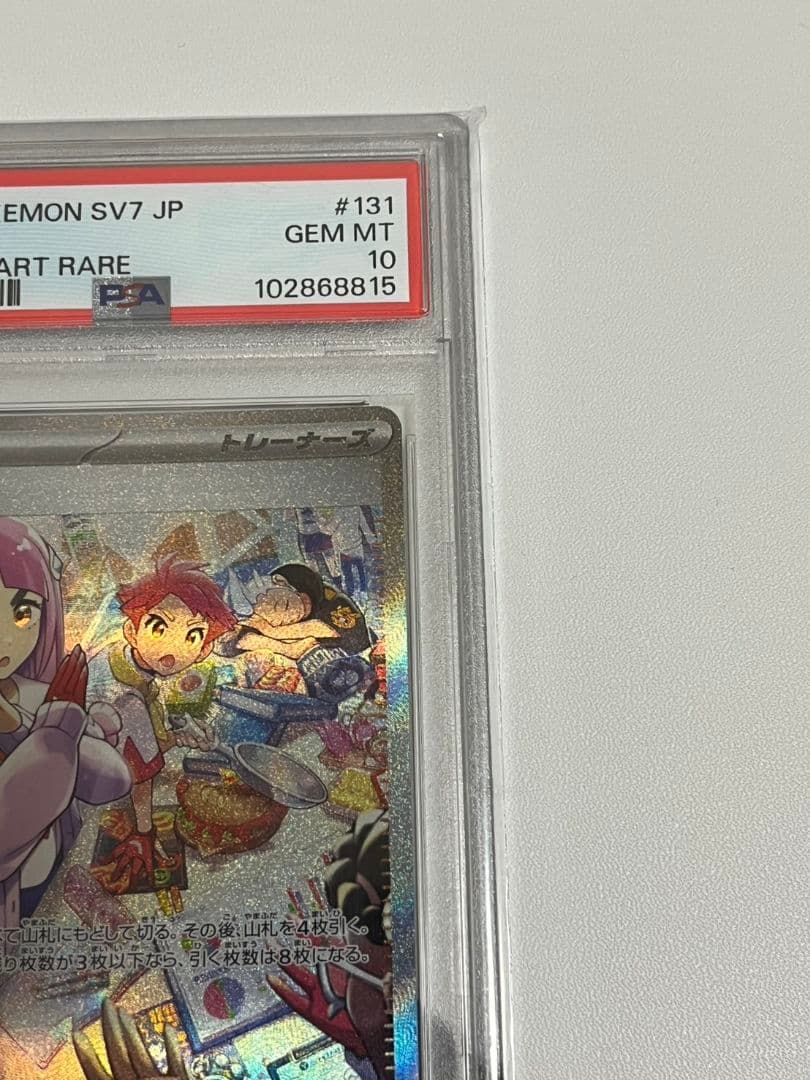 EMON SV7 JP #131
GEM MT
ART RARE 10
PSA 102868815
トレーナーズ
て山札にもどして切る。その後、山札を4枚引く。
り枚数が3枚以下なら、引く枚数は8枚になる。